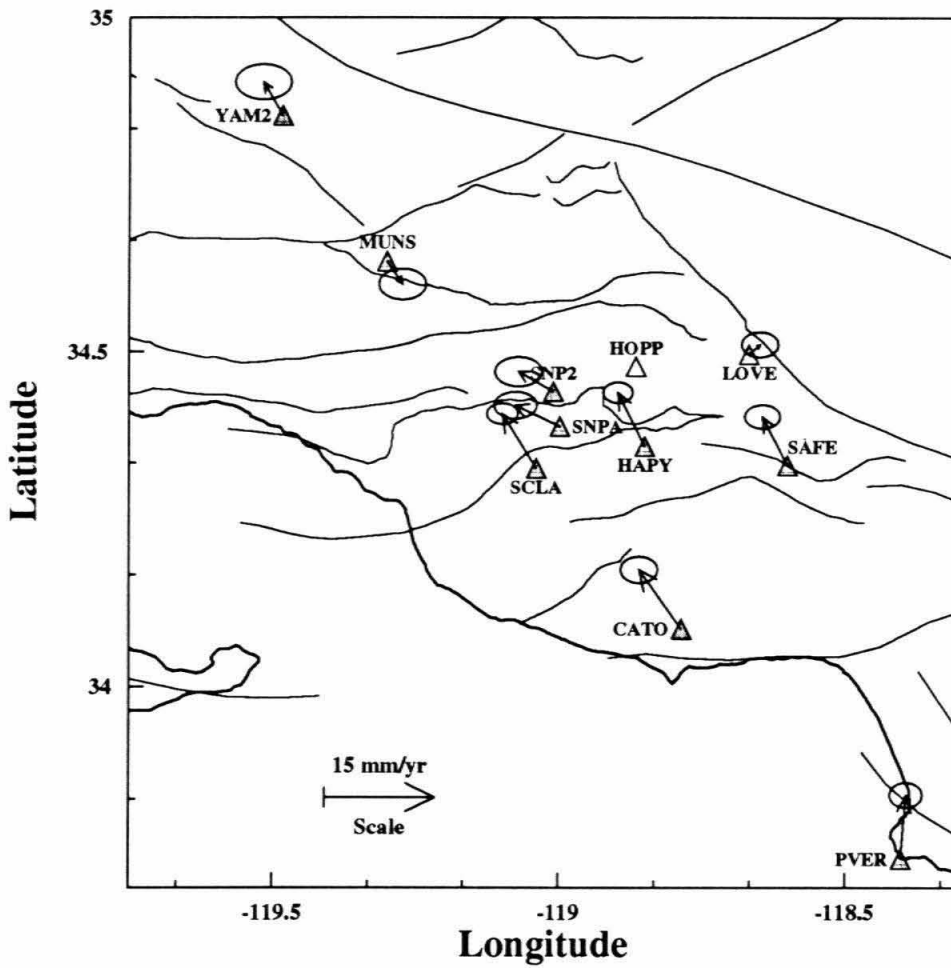 35
YAM2
MUNS
34.5
HOPP
SNP2
LOVE
SNPA
SAFE
HAPY
SCLA
Latitude
CATO
34
15 mm/yr
Scale
PVER
-119.5
-119
-118.5
Longitude